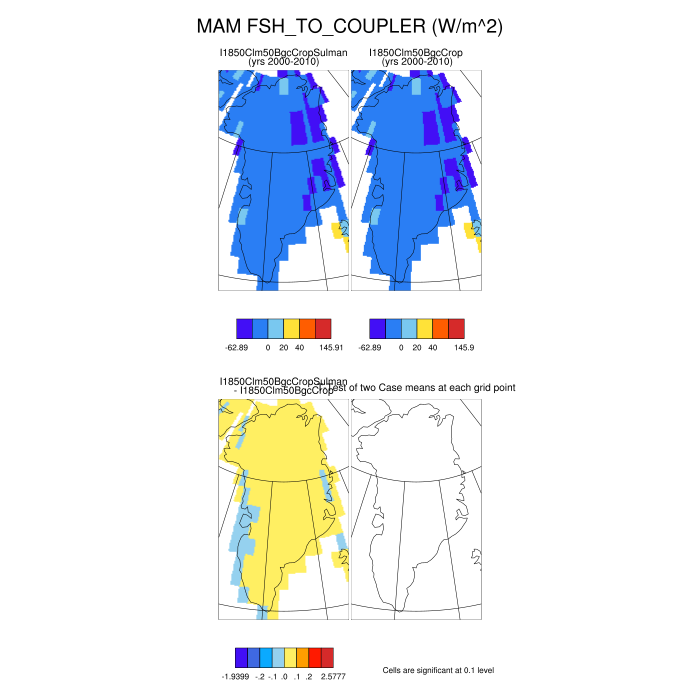 MAM FSH_TO_COUPLER (W/m^2)
I1850Clm50BgcCropSulman
(yrs 2000-2010)
I1850Clm50BgcCrop
(yrs 2000-2010)
-62.89 0 20 40 145.91
-62.89 0 20 40 145.9
I1850Clm50BgcCropSulman
- I1850Clm50BgcCrop
Test of two Case means at each grid point
-1.9399 -.2 -.1 .0 .1 .2 2.5777
Cells are significant at 0.1 level